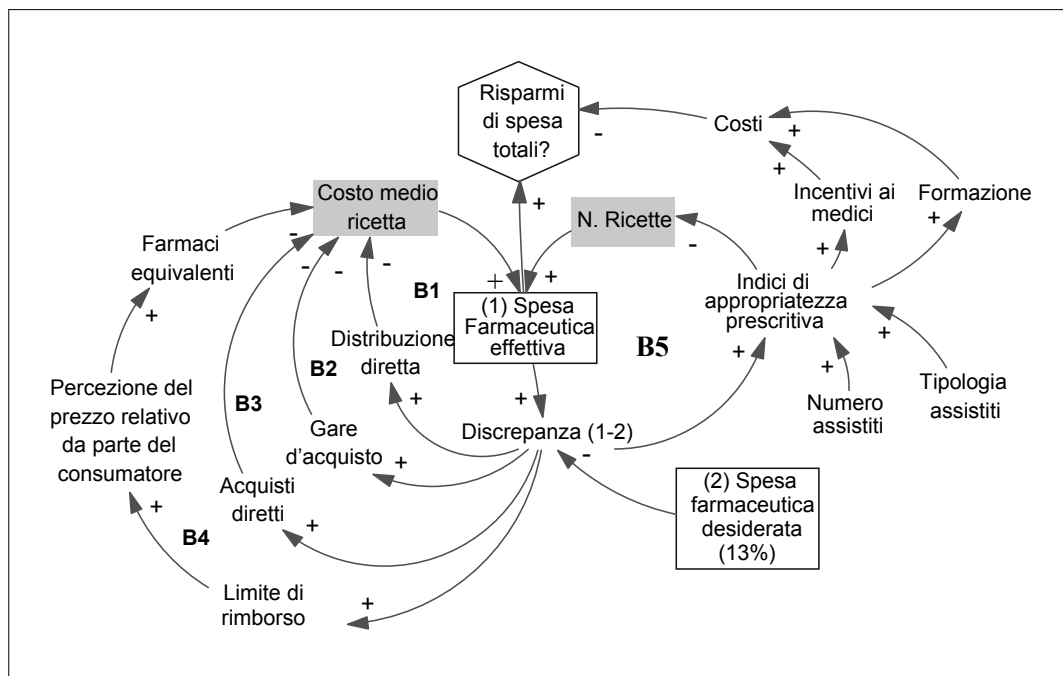 Risparmi
di spesa
totali?
-
Costi
+
+
Incentivi ai
medici
Formazione
+
+
Costo medio
ricetta
+
N. Ricette
-
Farmaci
equivalenti
-
-
-
-
+
B1
+
+
Indici di
appropriatezza
prescrittiva
(1) Spesa
Farmaceutica
effettiva
B5
+
+
+
Tipologia
assistiti
Numero
assistiti
Distribuzione
diretta
B2
+
+
Percezione del
prezzo relativo
da parte del
consumatore
+
B3
Gare
d'acquisto
+
Discrepanza (1-2)
-
(2) Spesa
farmaceutica
desiderata
(13%)
Acquisti
diretti
+
+
B4
Limite di
rimborso
+